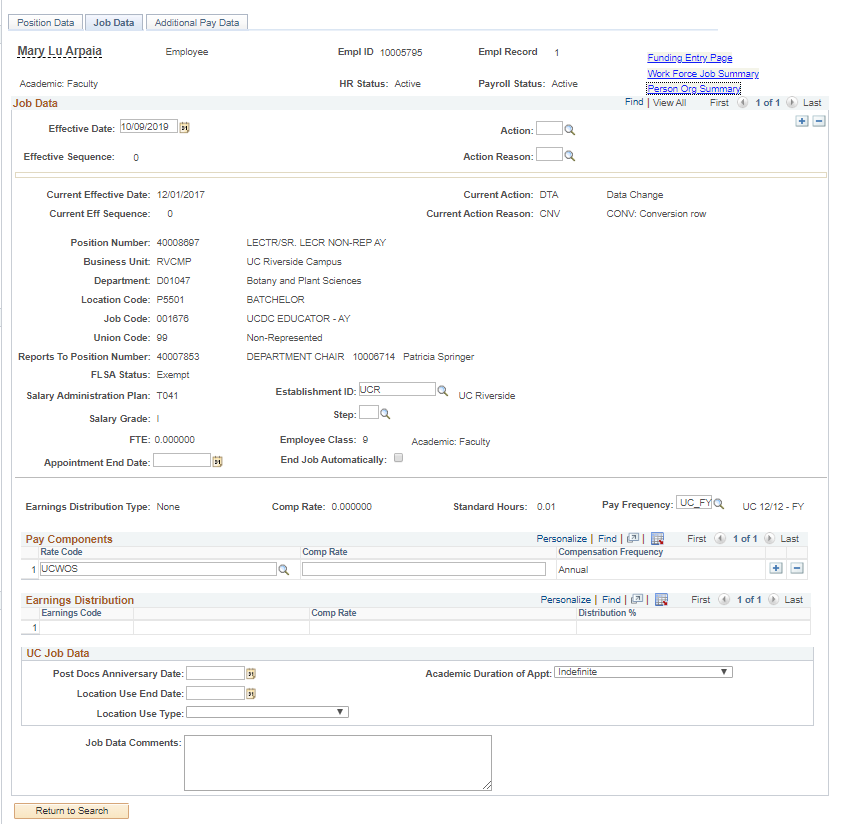 Position Data Job Data Additional Pay Data
Mary Lu Arpaia Employee Empl ID 10005795 Empl Record 1
Funding Entry Page
Work Force Job Summary
Academic: Faculty HR Status: Active Payroll Status: Active Person Org Summary
Job Data Find | View All First 1 of 1 Last
Effective Date: 10/09/2019 31 Action:
Effective Sequence: 0 Action Reason:
Current Effective Date: 12/01/2017 Current Action: DTA Data Change
Current Eff Sequence: 0 Current Action Reason: CNV CONV: Conversion row
Position Number: 40008697 LECTR/SR. LECR NON-REP AY
Business Unit: RVCMP UC Riverside Campus
Department: D01047 Botany and Plant Sciences
Location Code: P5501 BATCHELOR
Job Code: 001676 UCDC EDUCATOR - AY
Union Code: 99 Non-Represented
Reports To Position Number: 40007853 DEPARTMENT CHAIR 10006714 Patricia Springer
FLSA Status: Exempt
Salary Administration Plan: T041 Establishment ID: UCR UC Riverside
Salary Grade: I Step:
FTE: 0.000000 Employee Class: 9 Academic: Faculty
Appointment End Date: 31 End Job Automatically:
Earnings Distribution Type: None Comp Rate: 0.000000 Standard Hours: 0.01 Pay Frequency: UC_FY UC 12/12 - FY
Pay Components Personalize | Find | | First 1 of 1 Last
Rate Code Comp Rate Compensation Frequency
1 UCWOS Annual
Earnings Distribution Personalize | Find | | First 1 of 1 Last
Earnings Code Comp Rate Distribution %
1
UC Job Data
Post Docs Anniversary Date: 31 Academic Duration of Appt: Indefinite
Location Use End Date: 31
Location Use Type:
Job Data Comments:
Return to Search